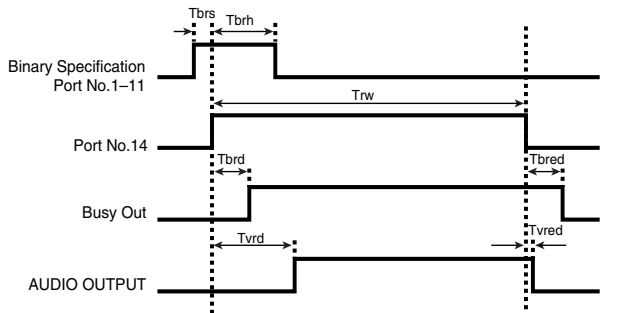 Tbrs
Tbrh
Binary Specification
Port No.1–11
Trw
Port No.14
Tbrd
Tbred
Busy Out
Tvrd
Tvred
AUDIO OUTPUT